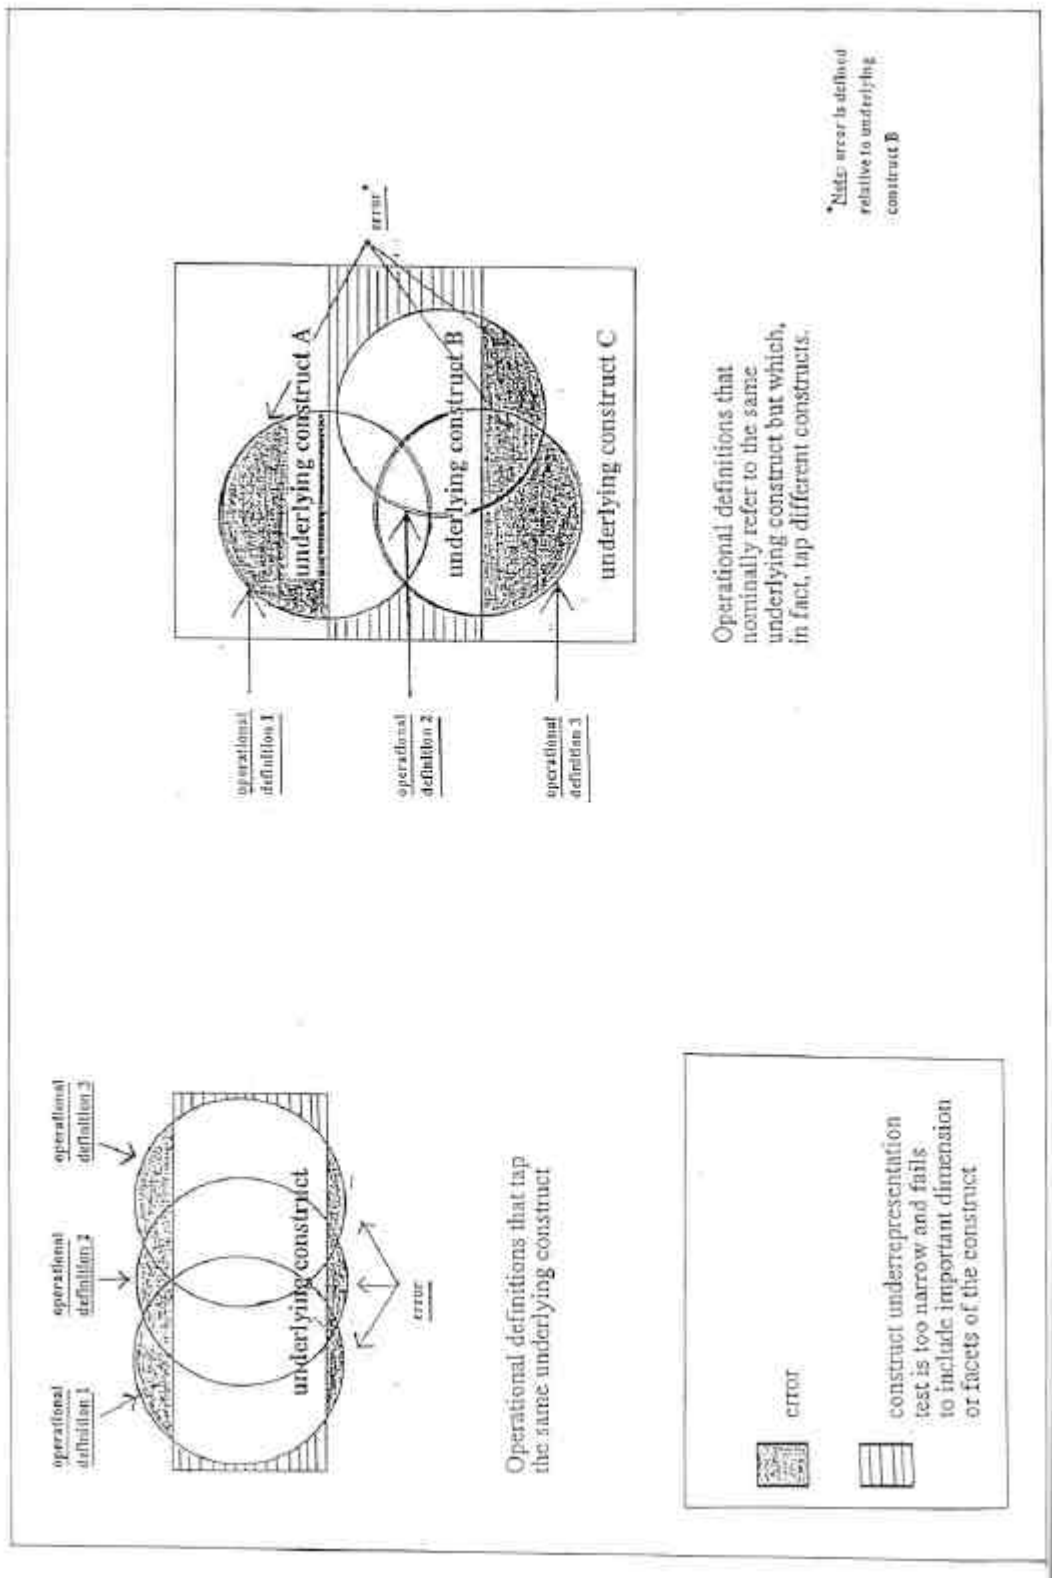 operational
definition 1
operational
definition 2
operational
definition 3
underlying construct
error
Operational definitions that tap
the same underlying construct
operational
definition 1
operational
definition 2
operational
definition 3
underlying construct A
underlying construct B
underlying construct C
error*
Operational definitions that
nominally refer to the same
underlying construct but which,
in fact, tap different constructs.
*Note: error is defined
relative to underlying
construct B
error
construct underrepresentation
test is too narrow and fails
to include important dimension
or facets of the construct